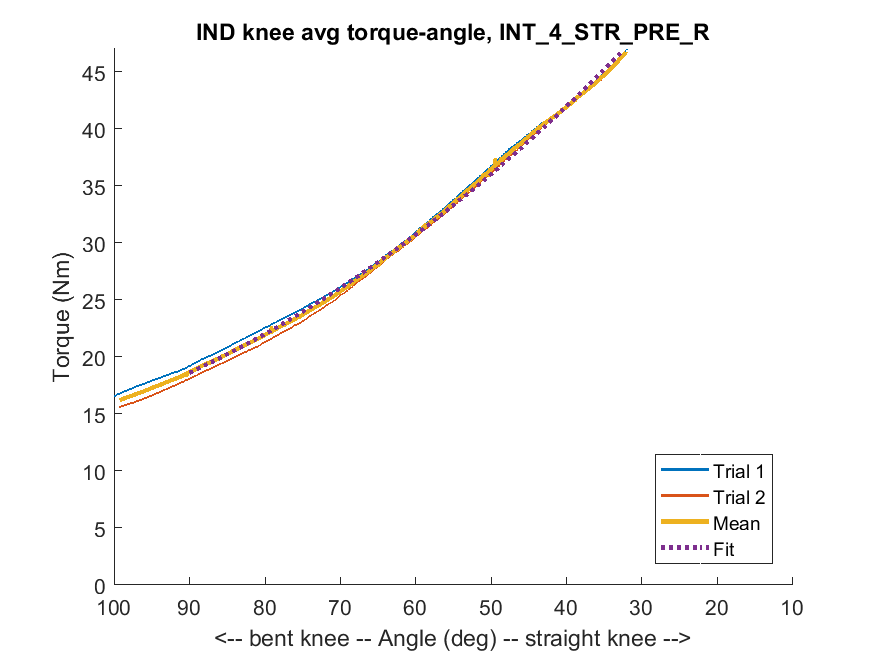 IND knee avg torque-angle, INT_4_STR_PRE_R
45
40
35
30
25
20
15
10
5
0
Torque (Nm)
100 90 80 70 60 50 40 30 20 10
<-- bent knee -- Angle (deg) -- straight knee -->
Trial 1
Trial 2
Mean
Fit